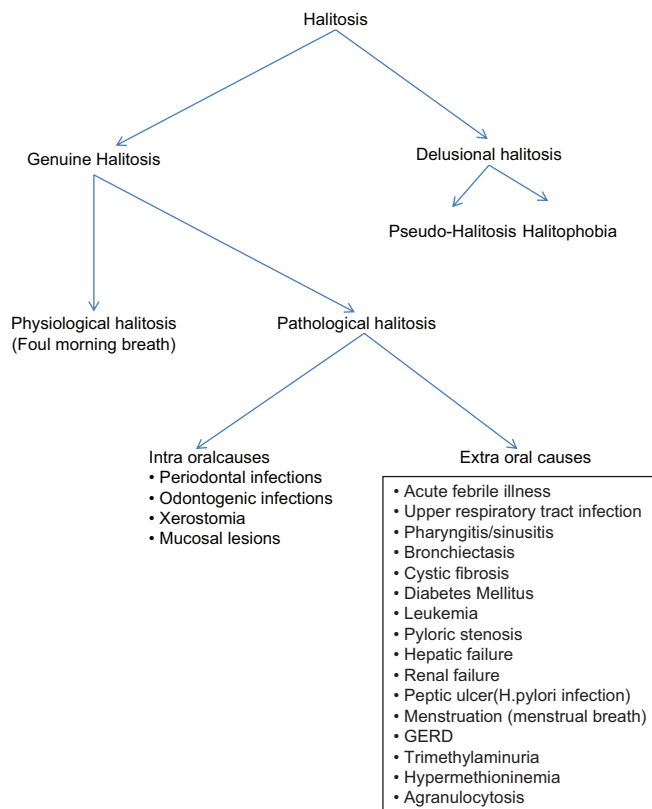 Halitosis
Genuine Halitosis
Delusional halitosis
Pseudo-Halitosis Halitophobia
Physiological halitosis
(Foul morning breath)
Pathological halitosis
Intra oralcauses
• Periodontal infections
• Odontogenic infections
• Xerostomia
• Mucosal lesions
Extra oral causes
• Acute febrile illness
• Upper respiratory tract infection
• Pharyngitis/sinusitis
• Bronchiectasis
• Cystic fibrosis
• Diabetes Mellitus
• Leukemia
• Pyloric stenosis
• Hepatic failure
• Renal failure
• Peptic ulcer(H.pylori infection)
• Menstruation (menstrual breath)
• GERD
• Trimethylaminuria
• Hypermethioninemia
• Agranulocytosis